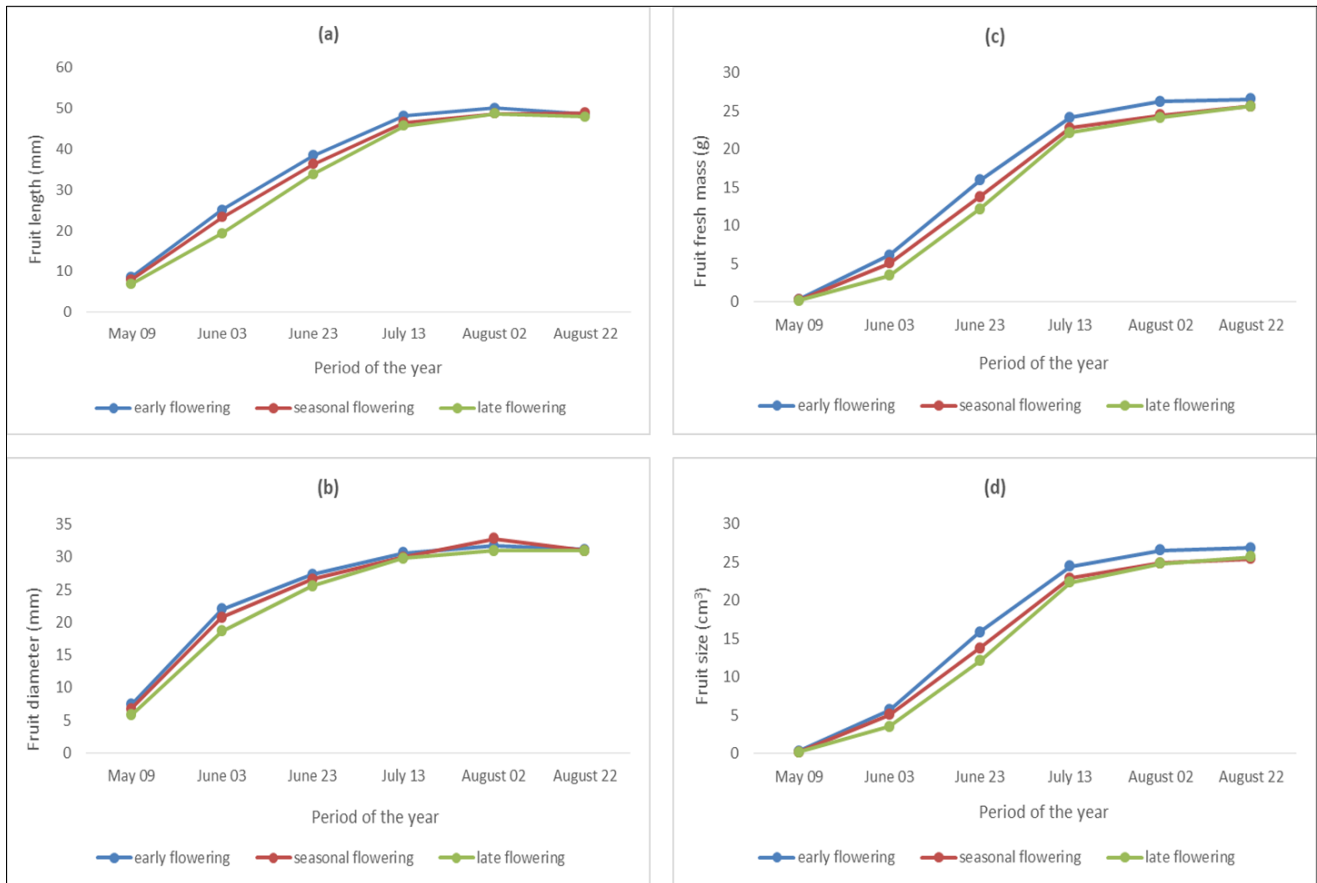 (a)
Fruit length (mm)
60
50
40
30
20
10
0
May 09 June 03 June 23 July 13 August 02 August 22
Period of the year
early flowering seasonal flowering late flowering
(c)
Fruit fresh mass (g)
30
25
20
15
10
5
0
May 09 June 03 June 23 July 13 August 02 August 22
Period of the year
early flowering seasonal flowering late flowering
(b)
Fruit diameter (mm)
35
30
25
20
15
10
5
0
May 09 June 03 June 23 July 13 August 02 August 22
Period of the year
early flowering seasonal flowering late flowering
(d)
Fruit size (cm³)
30
25
20
15
10
5
0
May 09 June 03 June 23 July 13 August 02 August 22
Period of the year
early flowering seasonal flowering late flowering